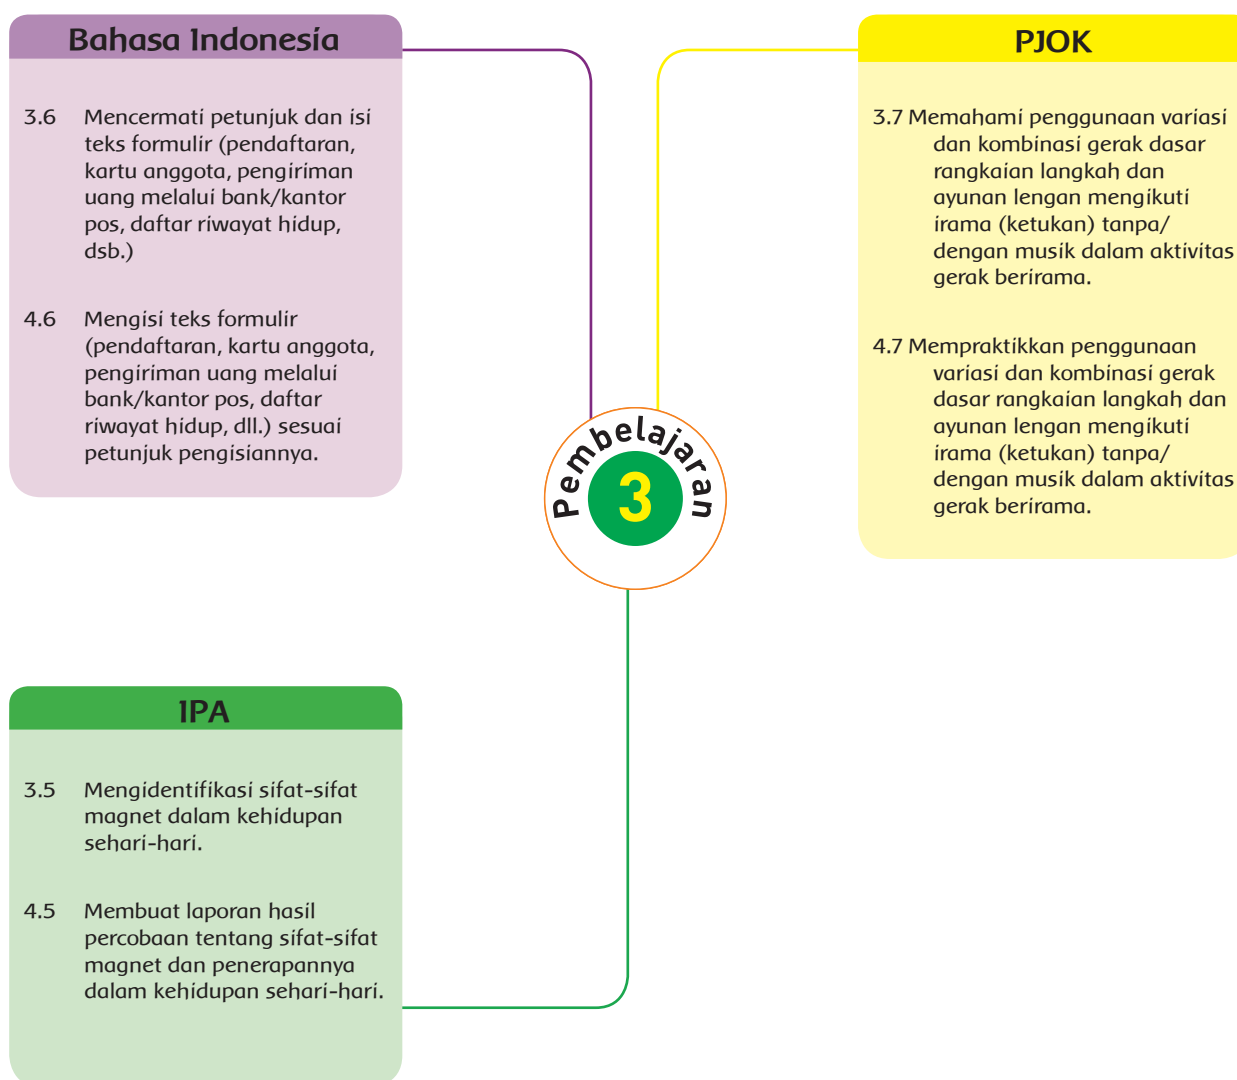 Bahasa Indonesia
3.6 Mencermati petunjuk dan isi
teks formulir (pendaftaran,
kartu anggota, pengiriman
uang melalui bank/kantor
pos, daftar riwayat hidup,
dsb.)
4.6 Mengisi teks formulir
(pendaftaran, kartu anggota,
pengiriman uang melalui
bank/kantor pos, daftar
riwayat hidup, dll.) sesuai
petunjuk pengisiannya.
PJOK
3.7 Memahami penggunaan variasi
dan kombinasi gerak dasar
rangkaian langkah dan
ayunan lengan mengikuti
irama (ketukan) tanpa/
dengan musik dalam aktivitas
gerak berirama.
4.7 Mempraktikkan penggunaan
variasi dan kombinasi gerak
dasar rangkaian langkah dan
ayunan lengan mengikuti
irama (ketukan) tanpa/
dengan musik dalam aktivitas
gerak berirama.
Pembelajaran
3
IPA
3.5 Mengidentifikasi sifat-sifat
magnet dalam kehidupan
sehari-hari.
4.5 Membuat laporan hasil
percobaan tentang sifat-sifat
magnet dan penerapannya
dalam kehidupan sehari-hari.